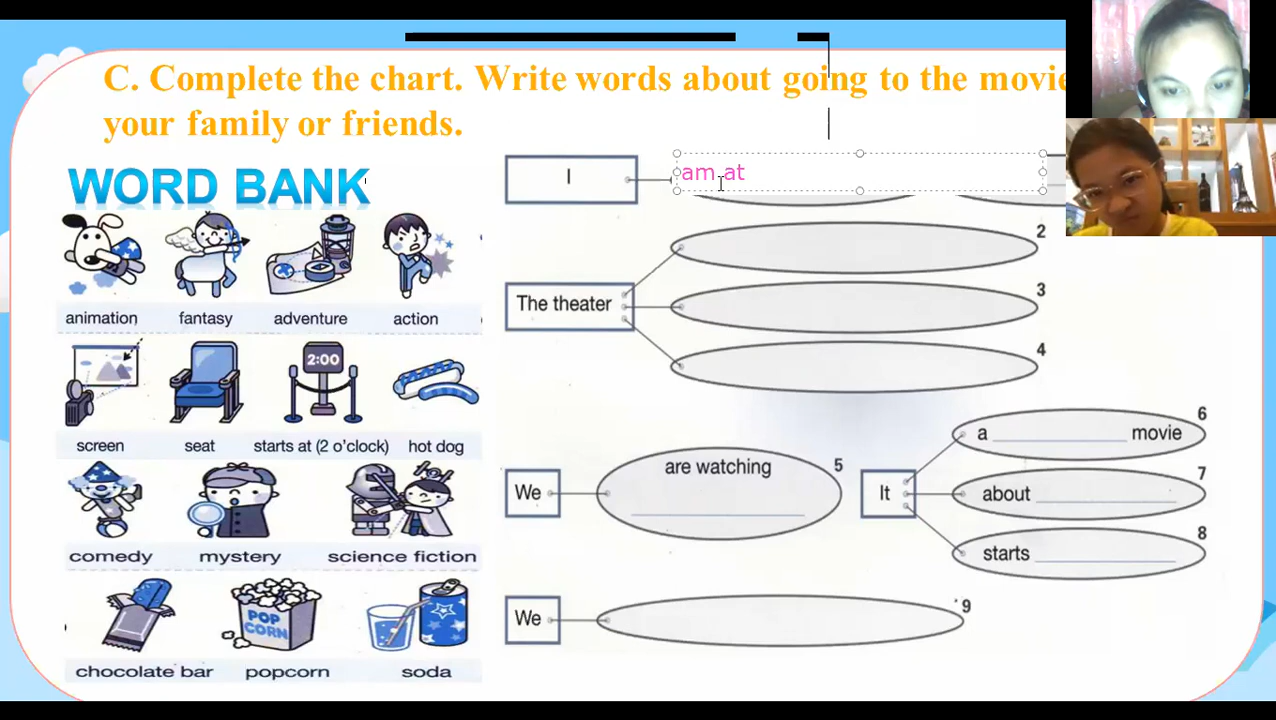 C. Complete the chart. Write words about going to the movie
your family or friends.
WORD BANK
animation fantasy adventure action
2:00
screen seat starts at (2 o'clock) hot dog
comedy mystery science fiction
POP
CORN
chocolate bar popcorn soda
I am at
The theater
2
3
4
We are watching 5
It
a ____ movie 6
about ____ 7
starts ____ 8
We 9